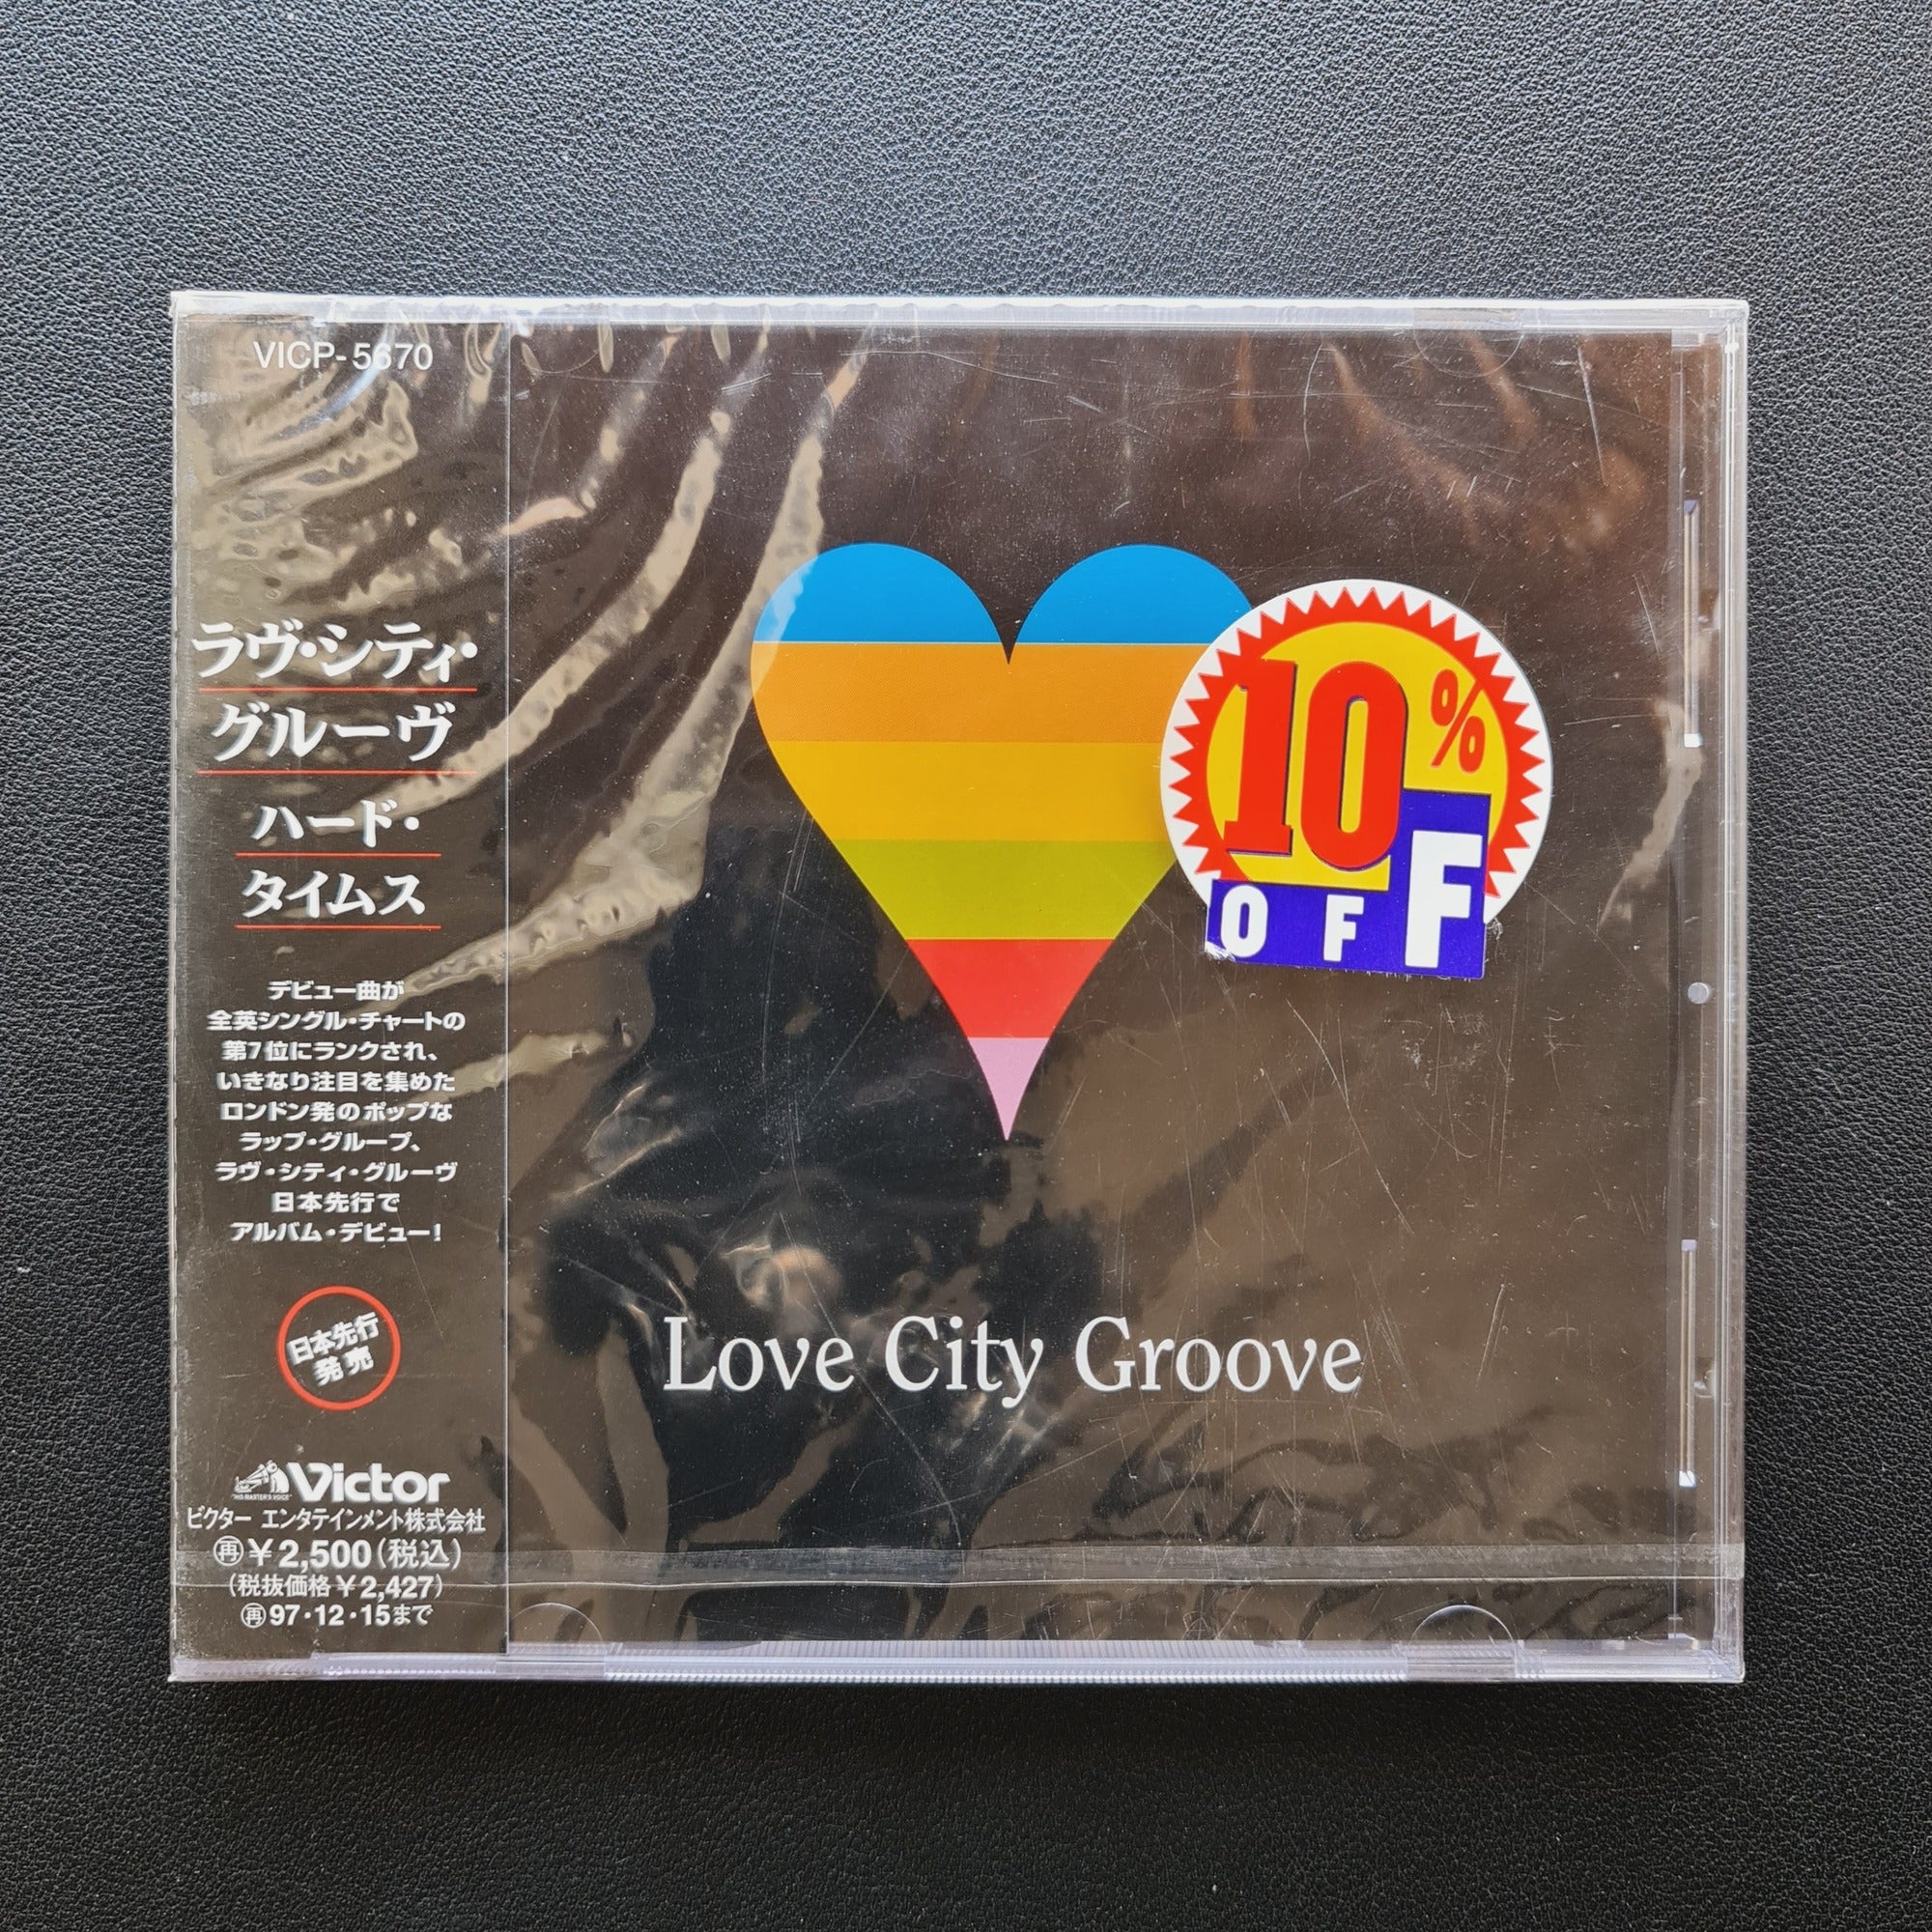 VICP-5670
ラヴ・シティ・
グルーヴ
ハード・
タイムス
デビュー曲が
全英シングル・チャートの
第7位にランクされ、
いきなり注目を集めた
ロンドン発のポップな
ラップ・グループ、
ラヴ・シティ・グルーヴ
日本先行で
アルバム・デビュー!
日本先行
発売
"HIS MASTER'S VOICE"
Victor
ビクター エンタテインメント株式会社
㊢¥2,500(税込)
(税抜価格¥2,427)
97・12・15まで
10%
OFF
Love City Groove